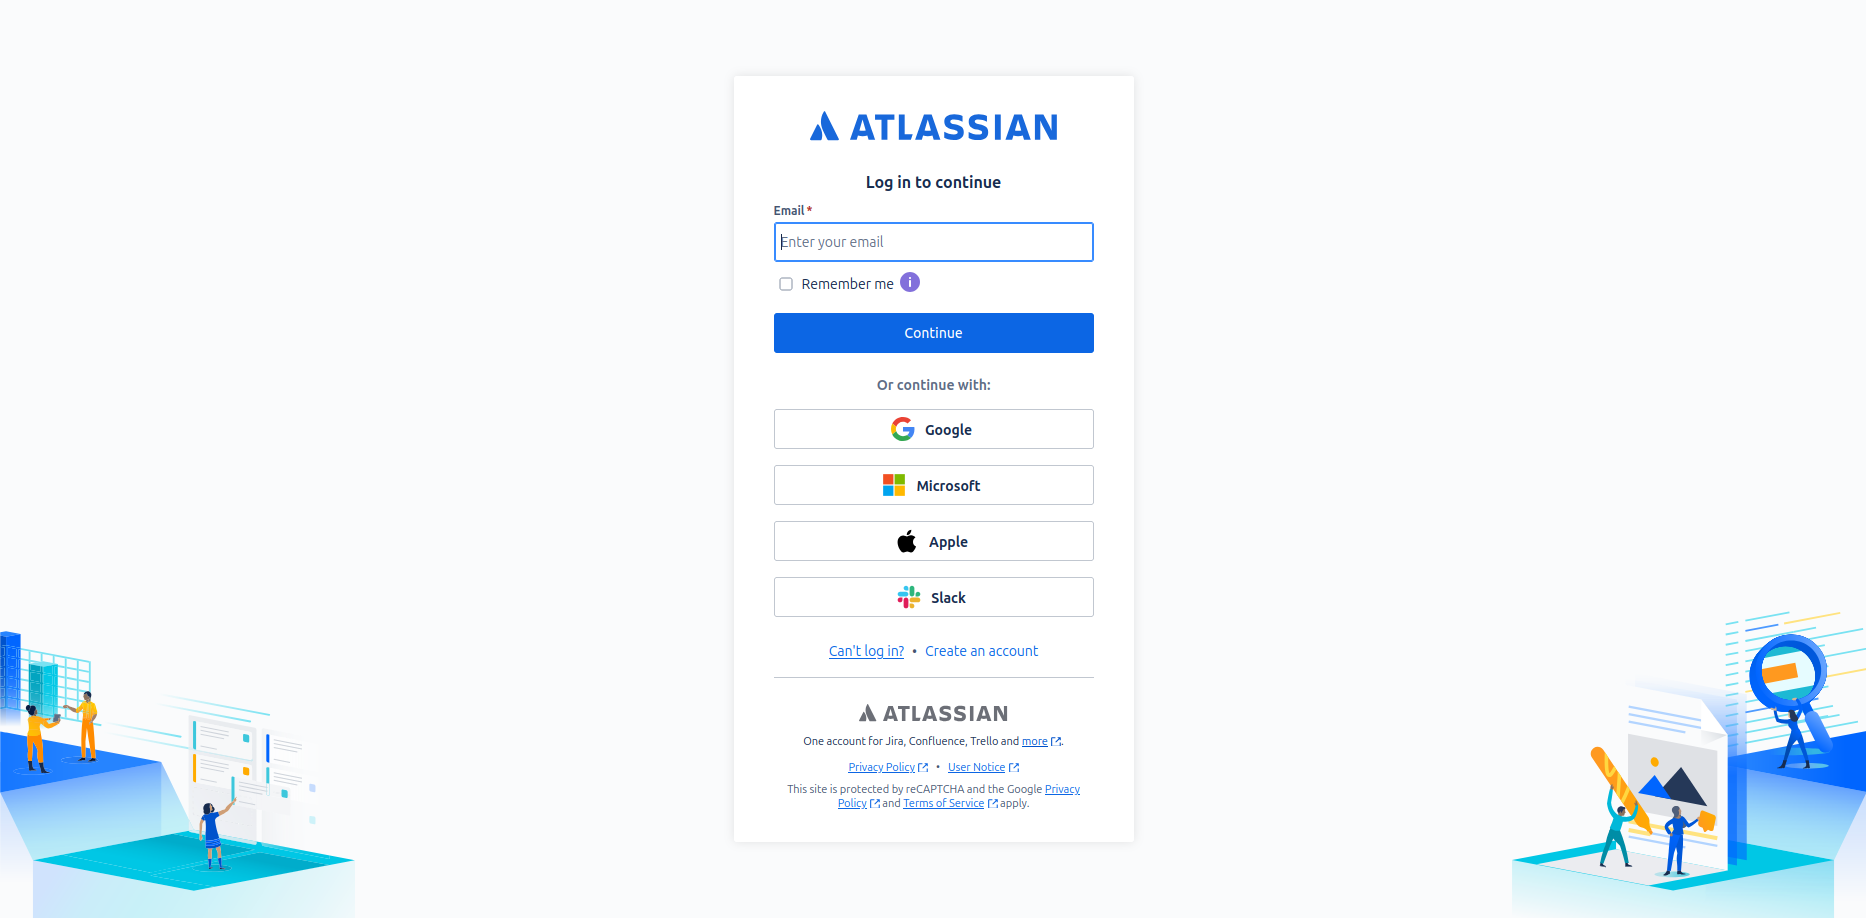 ATLASSIAN
Log in to continue
Email *
Enter your email
Remember me
i
Continue
Or continue with:
Google
Microsoft
Apple
Slack
Can't log in? • Create an account
ATLASSIAN
One account for Jira, Confluence, Trello and more.
Privacy Policy • User Notice
This site is protected by reCAPTCHA and the Google Privacy
Policy and Terms of Service apply.